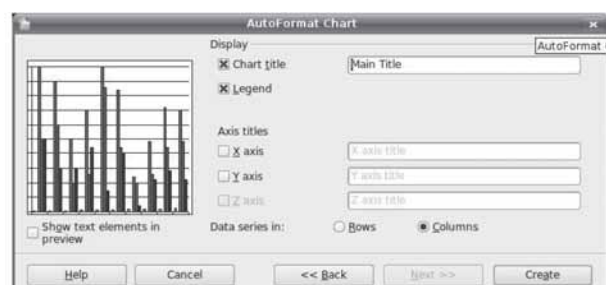 AutoFormat Chart
Display
AutoFormat
Chart title
Main Title
Legend
Axis titles
X axis
X axis title
Y axis
Y axis title
Z axis
Z axis title
Show text elements in
preview
Data series in:
Rows
Columns
Help
Cancel
<< Back
Next >>
Create